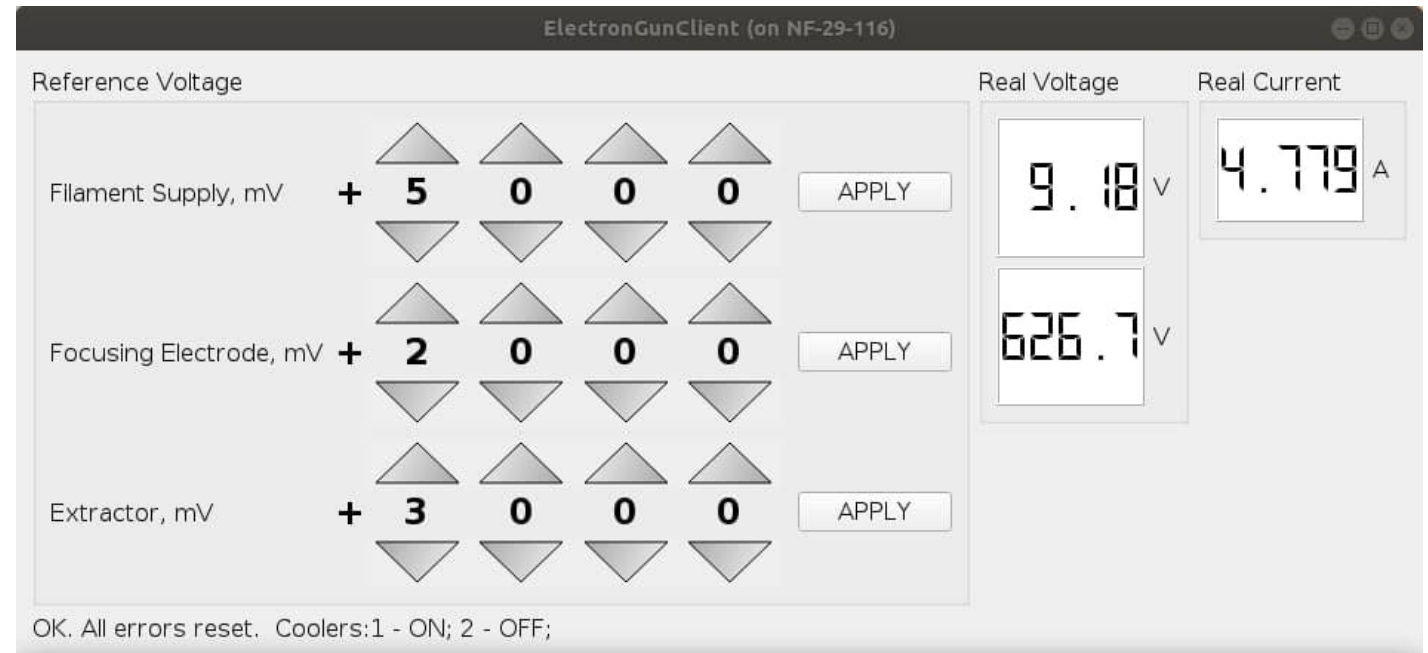 ElectronGunClient (on NF-29-116)
Reference Voltage Real Voltage Real Current
Filament Supply, mV + 5 0 0 0 APPLY 9.18 V 4.779 A
Focusing Electrode, mV + 2 0 0 0 APPLY 626.7 V
Extractor, mV + 3 0 0 0 APPLY
OK. All errors reset. Coolers:1 - ON; 2 - OFF;